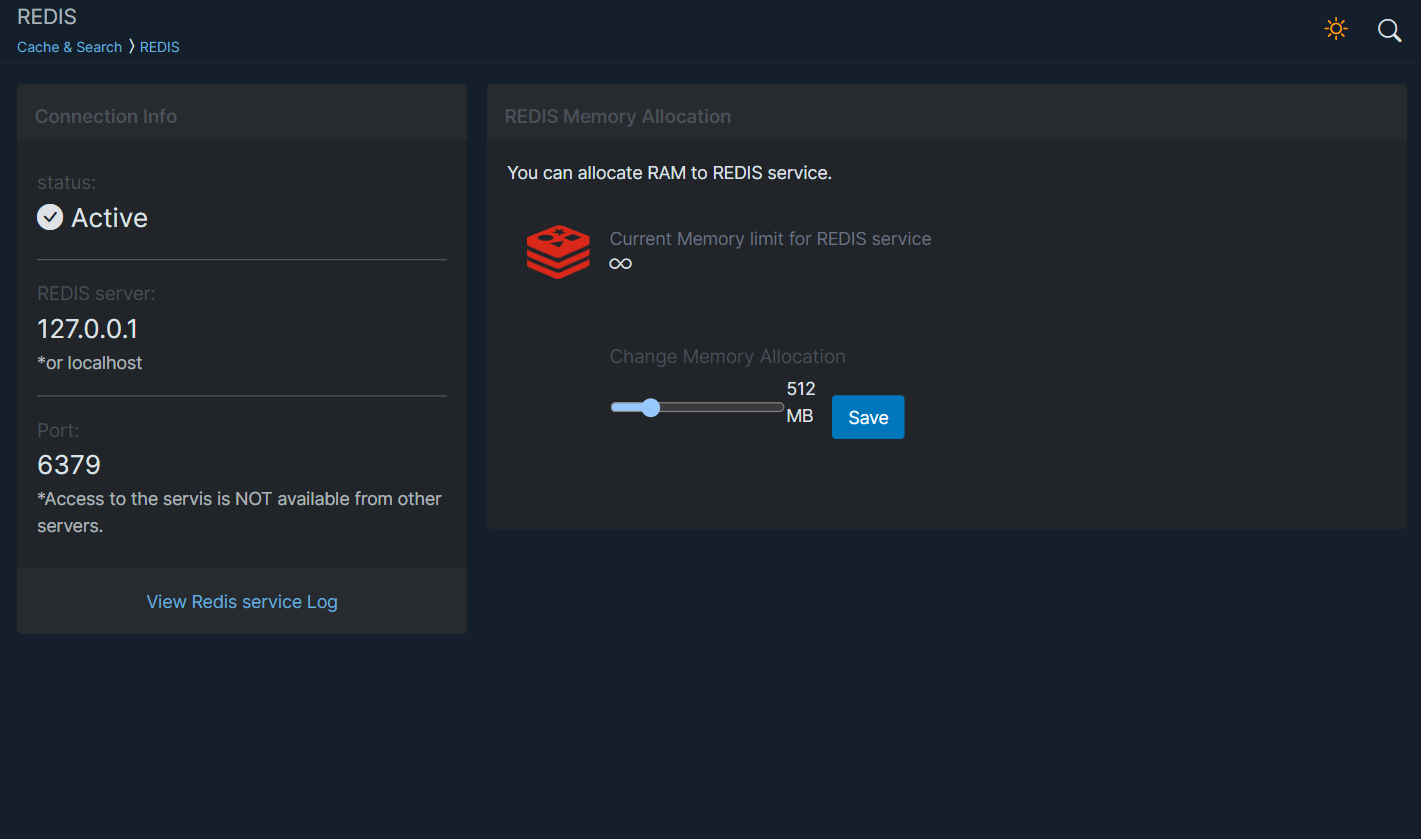 REDIS
Cache & Search ⟩ REDIS
Connection Info
status:
Active
REDIS server:
127.0.0.1
*or localhost
Port:
6379
*Access to the servis is NOT available from other
servers.
View Redis service Log
REDIS Memory Allocation
You can allocate RAM to REDIS service.
Current Memory limit for REDIS service
∞
Change Memory Allocation
512
MB
Save